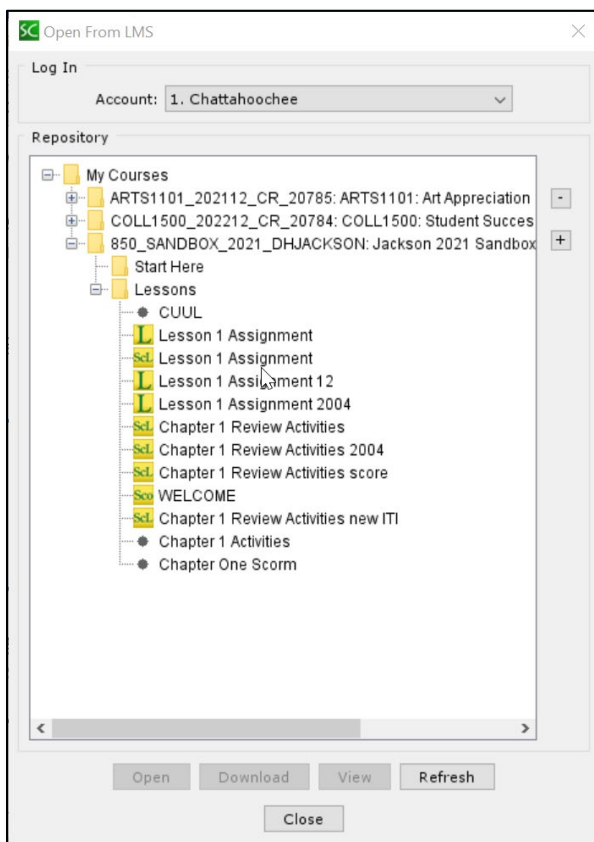 SC Open From LMS
Log In
Account: 1. Chattahoochee
Repository
My Courses
ARTS1101_202112_CR_20785: ARTS1101: Art Appreciation
-
COLL1500_202212_CR_20784: COLL1500: Student Succes
850_SANDBOX_2021_DHJACKSON: Jackson 2021 Sandbox
+
Start Here
Lessons
CUUL
L Lesson 1 Assignment
ScL Lesson 1 Assignment
L Lesson 1 Assignment 12
L Lesson 1 Assignment 2004
ScL Chapter 1 Review Activities
ScL Chapter 1 Review Activities 2004
ScL Chapter 1 Review Activities score
Sco WELCOME
ScL Chapter 1 Review Activities new ITI
Chapter 1 Activities
Chapter One Scorm
Open Download View Refresh
Close